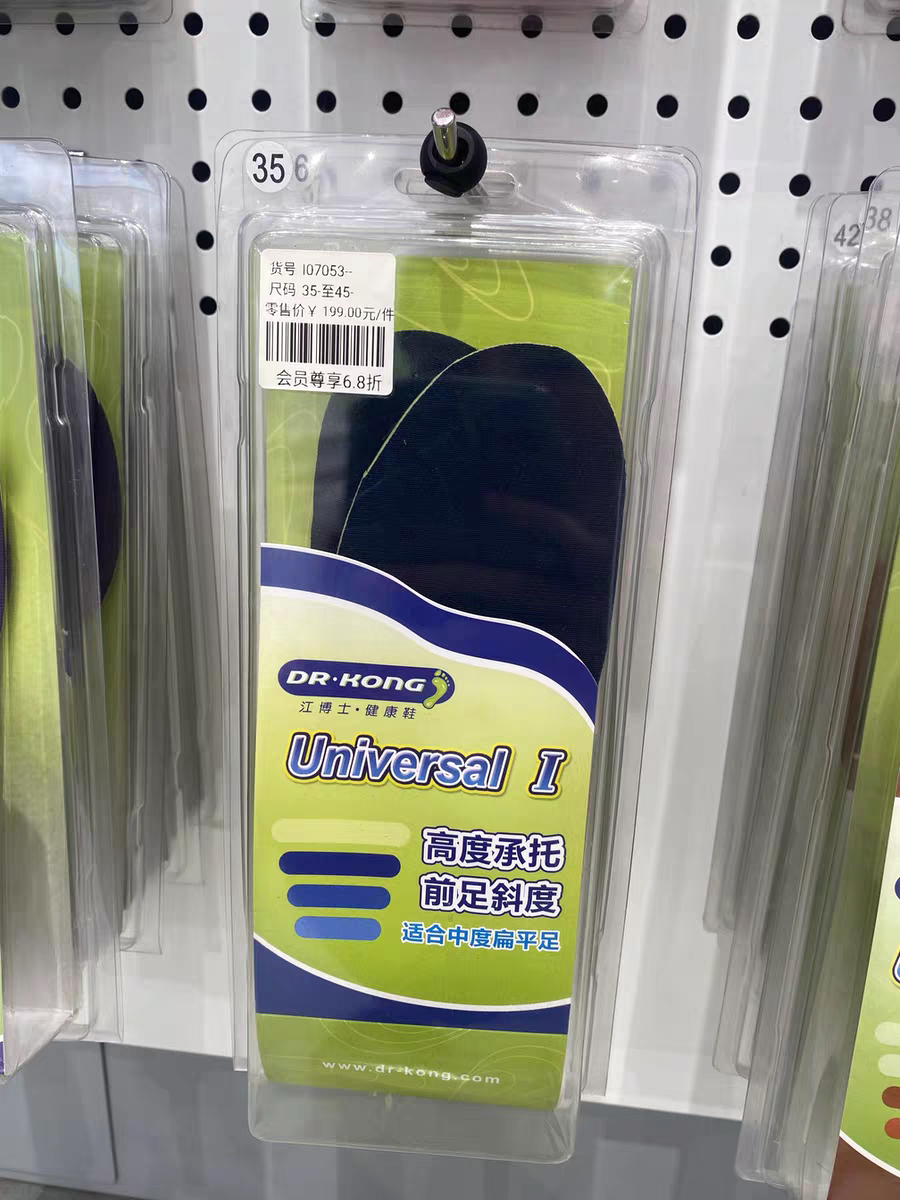 35
6
42
38
货号 I07053--
尺码 35-至45-
零售价¥ 199.00元/件
会员尊享6.8折
DR·KONG
江博士·健康鞋
Universal I
高度承托
前足斜度
适合中度扁平足
www.dr-kong.com